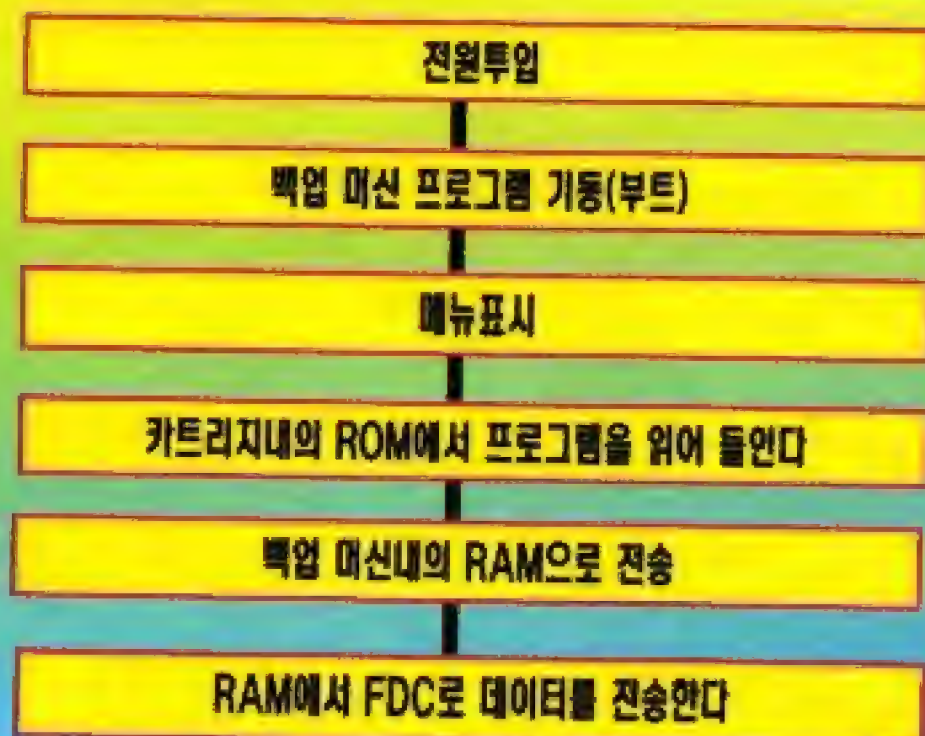 전원투입
백업 머신 프로그램 기동(부트)
메뉴표시
카트리지내의 ROM에서 프로그램을 읽어 들인다
백업 머신내의 RAM으로 전송
RAM에서 FDC로 데이터를 전송한다